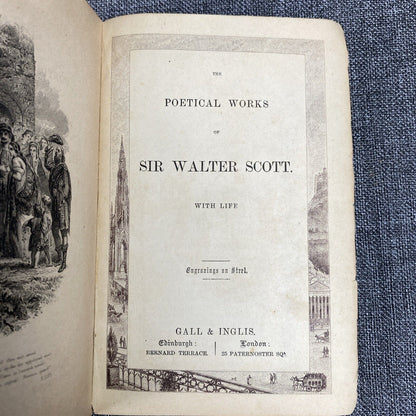 THE
POETICAL WORKS
OF
SIR WALTER SCOTT.
WITH LIFE
Engravings on Steel.
GALL & INGLIS.
Edinburgh: London:
BERNARD TERRACE. 25 PATERNOSTER SQR